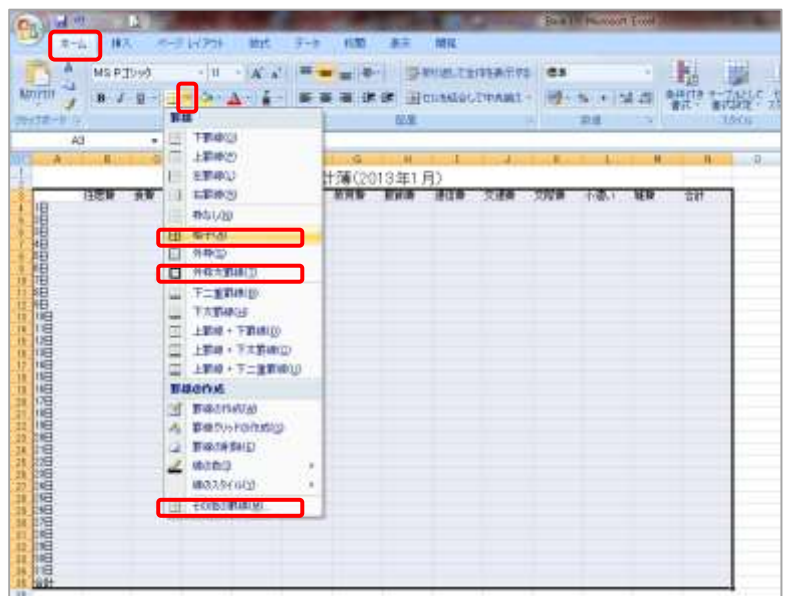 Book1 - Microsoft Excel
ホーム 挿入 ページ レイアウト 数式 データ 校閲 表示 開発
MS Pゴシック 11
貼り付け B I U
配置 数値 スタイル
罫線
A3
下罫線(O)
上罫線(P)
左罫線(L)
右罫線(R)
枠なし(N)
格子(A)
外枠(S)
外枠太罫線(T)
下二重罫線(B)
下太罫線(H)
上罫線 + 下罫線(D)
上罫線 + 下太罫線(C)
上罫線 + 下二重罫線(U)
罫線の作成
罫線の作成(W)
罫線グリッドの作成(G)
罫線の削除(E)
線の色(I)
線のスタイル(Y)
その他の罫線(M)...
計簿(2013年1月)
住居費 食費 教育費 通信費 交通費 交際費 小遣い 雑費 合計
1日
2日
3日
4日
5日
6日
7日
8日
9日
10日
11日
12日
13日
14日
15日
16日
17日
18日
19日
20日
21日
22日
23日
24日
25日
26日
27日
28日
29日
30日
31日
合計